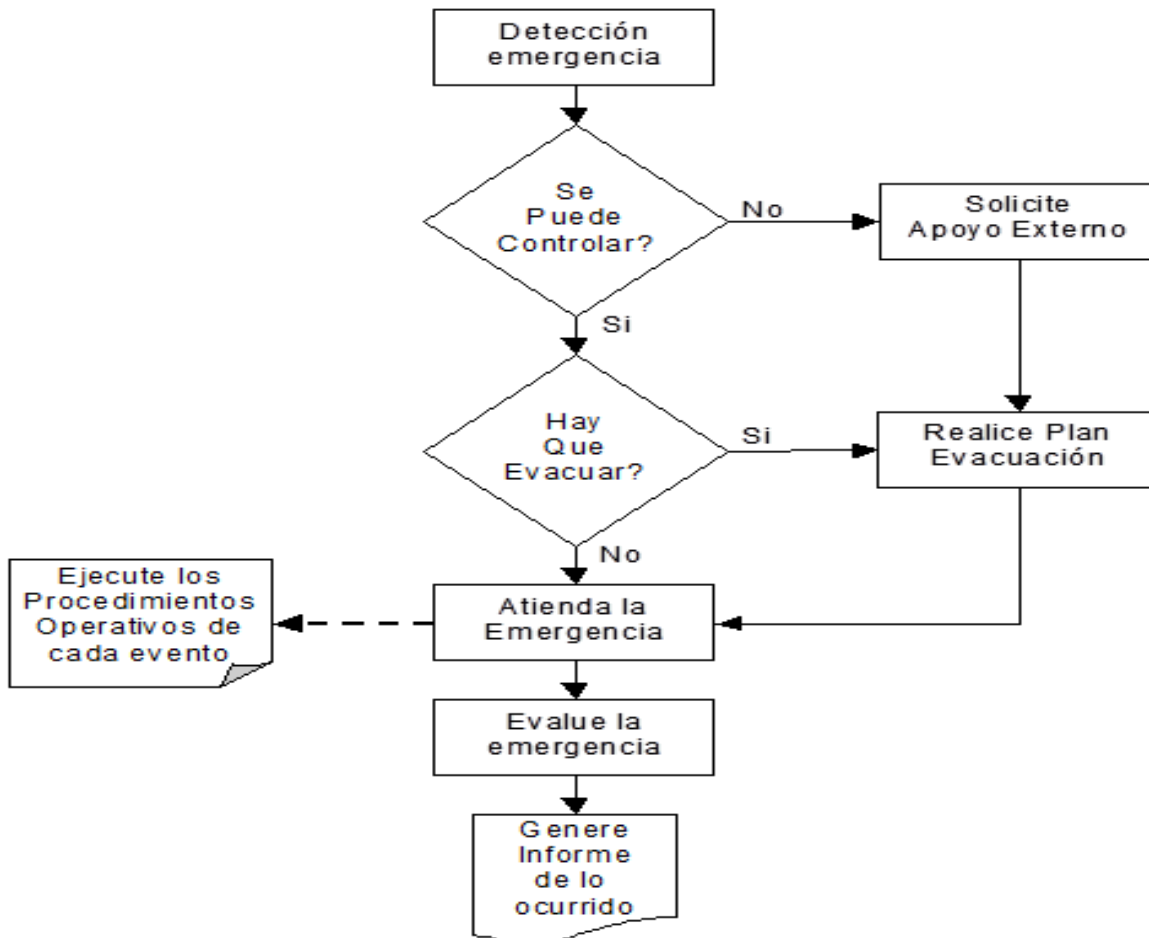 Detección
emergencia
Se
Puede
Controlar?
No
Solicite
Apoyo Externo
Si
Hay
Que
Evacuar?
Si
Realice Plan
Evacuación
No
Ejecute los
Procedimientos
Operativos de
cada evento
Atienda la
Emergencia
Evalue la
emergencia
Genere
Informe
de lo
ocurrido